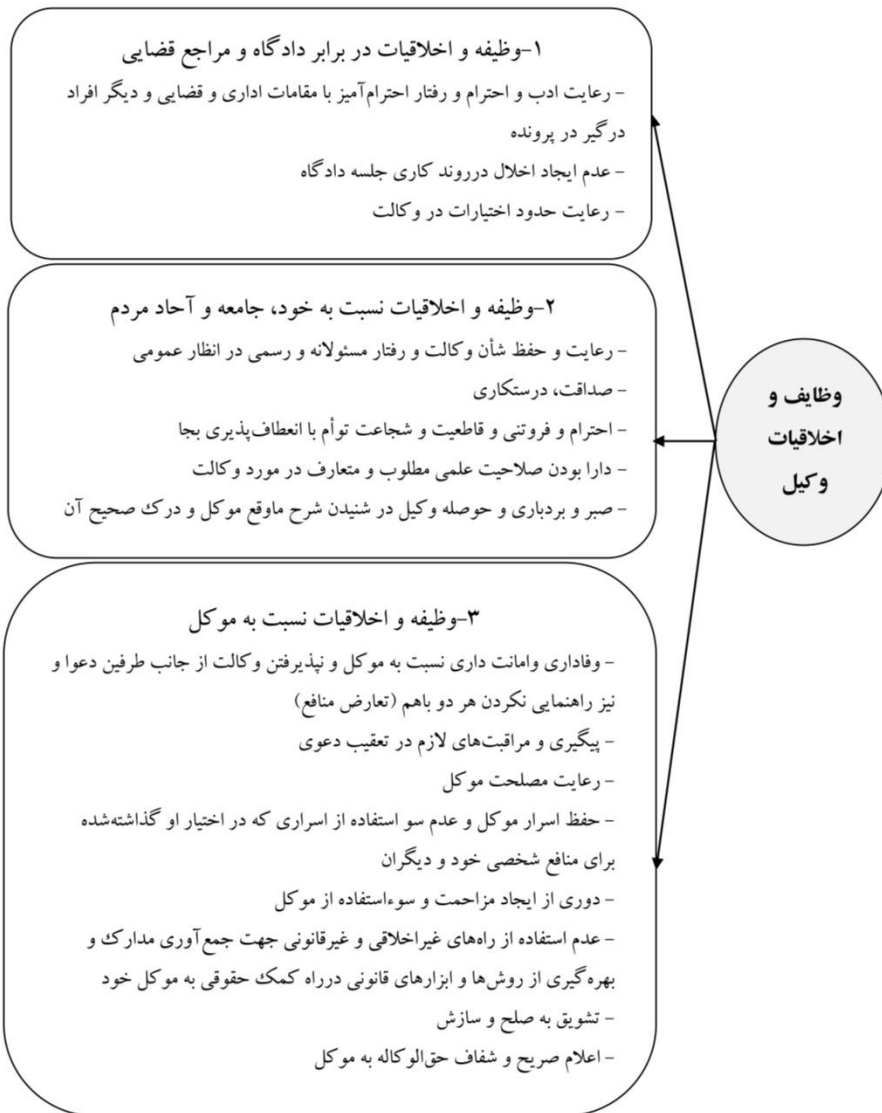 ۱-وظیفه و اخلاقیات در برابر دادگاه و مراجع قضایی
- رعایت ادب و احترام و رفتار احترام‌آمیز با مقامات اداری و قضایی و دیگر افراد
درگیر در پرونده
- عدم ایجاد اخلال درروند کاری جلسه دادگاه
- رعایت حدود اختیارات در وکالت
۲-وظیفه و اخلاقیات نسبت به خود، جامعه و آحاد مردم
- رعایت و حفظ شأن وکالت و رفتار مسئولانه و رسمی در انظار عمومی
- صداقت، درستکاری
- احترام و فروتنی و قاطعیت و شجاعت توأم با انعطاف‌پذیری بجا
- دارا بودن صلاحیت علمی مطلوب و متعارف در مورد وکالت
- صبر و بردباری و حوصله وکیل در شنیدن شرح ماوقع موکل و درک صحیح آن
وظایف و
اخلاقیات
وکیل
۳-وظیفه و اخلاقیات نسبت به موکل
- وفاداری وامانت داری نسبت به موکل و نپذیرفتن وکالت از جانب طرفین دعوا و
نیز راهنمایی نکردن هر دو باهم (تعارض منافع)
- پیگیری و مراقبت‌های لازم در تعقیب دعوی
- رعایت مصلحت موکل
- حفظ اسرار موکل و عدم سو استفاده از اسراری که در اختیار او گذاشته‌شده
برای منافع شخصی خود و دیگران
- دوری از ایجاد مزاحمت و سوءاستفاده از موکل
- عدم استفاده از راه‌های غیراخلاقی و غیرقانونی جهت جمع‌آوری مدارک و
بهره‌گیری از روش‌ها و ابزارهای قانونی درراه کمک حقوقی به موکل خود
- تشویق به صلح و سازش
- اعلام صریح و شفاف حق‌الوکاله به موکل